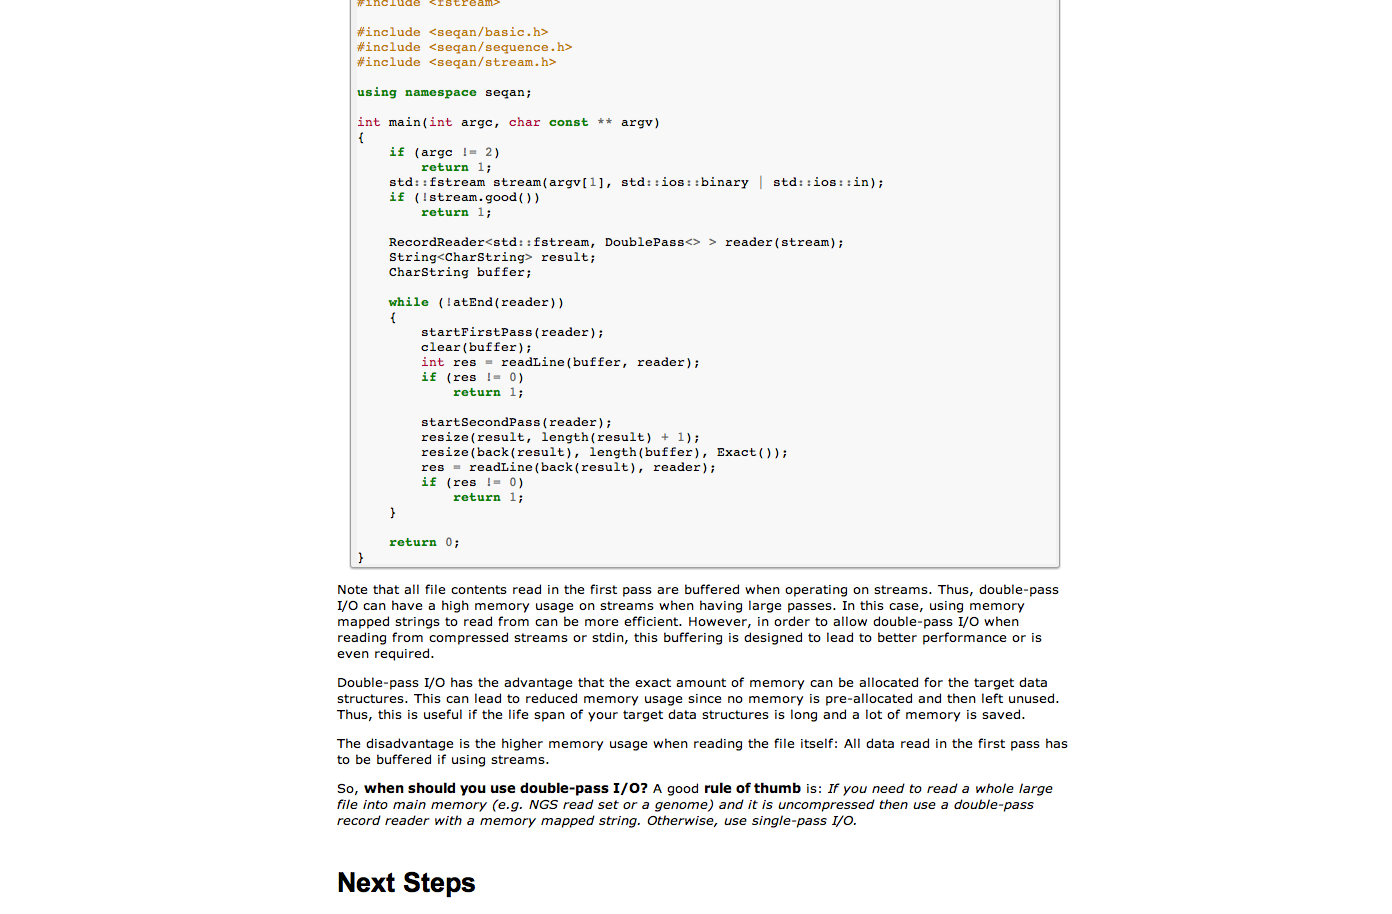 #include <fstream>
#include <seqan/basic.h>
#include <seqan/sequence.h>
#include <seqan/stream.h>
using namespace seqan;
int main(int argc, char const ** argv)
{
    if (argc != 2)
        return 1;
    std::fstream stream(argv[1], std::ios::binary | std::ios::in);
    if (!stream.good())
        return 1;
    RecordReader<std::fstream, DoublePass<> > reader(stream);
    String<CharString> result;
    CharString buffer;
    while (!atEnd(reader))
    {
        startFirstPass(reader);
        clear(buffer);
        int res = readLine(buffer, reader);
        if (res != 0)
            return 1;
        startSecondPass(reader);
        resize(result, length(result) + 1);
        resize(back(result), length(buffer), Exact());
        res = readLine(back(result), reader);
        if (res != 0)
            return 1;
    }
    return 0;
}
Note that all file contents read in the first pass are buffered when operating on streams. Thus, double-pass
I/O can have a high memory usage on streams when having large passes. In this case, using memory
mapped strings to read from can be more efficient. However, in order to allow double-pass I/O when
reading from compressed streams or stdin, this buffering is designed to lead to better performance or is
even required.
Double-pass I/O has the advantage that the exact amount of memory can be allocated for the target data
structures. This can lead to reduced memory usage since no memory is pre-allocated and then left unused.
Thus, this is useful if the life span of your target data structures is long and a lot of memory is saved.
The disadvantage is the higher memory usage when reading the file itself: All data read in the first pass has
to be buffered if using streams.
So, when should you use double-pass I/O? A good rule of thumb is: If you need to read a whole large
file into main memory (e.g. NGS read set or a genome) and it is uncompressed then use a double-pass
record reader with a memory mapped string. Otherwise, use single-pass I/O.
Next Steps